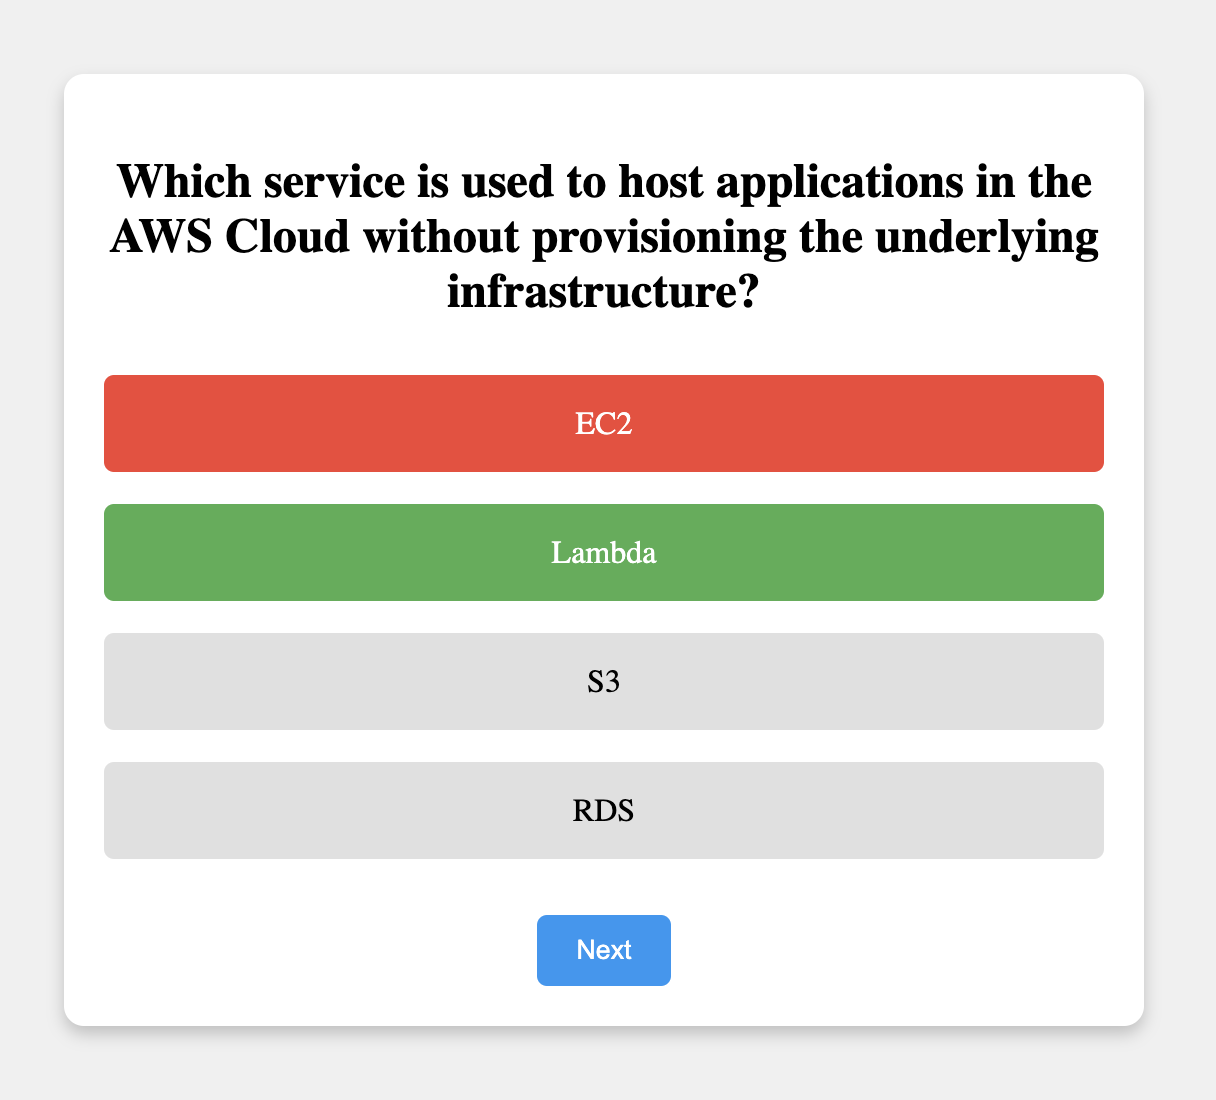 Which service is used to host applications in the
AWS Cloud without provisioning the underlying
infrastructure?
EC2
Lambda
S3
RDS
Next